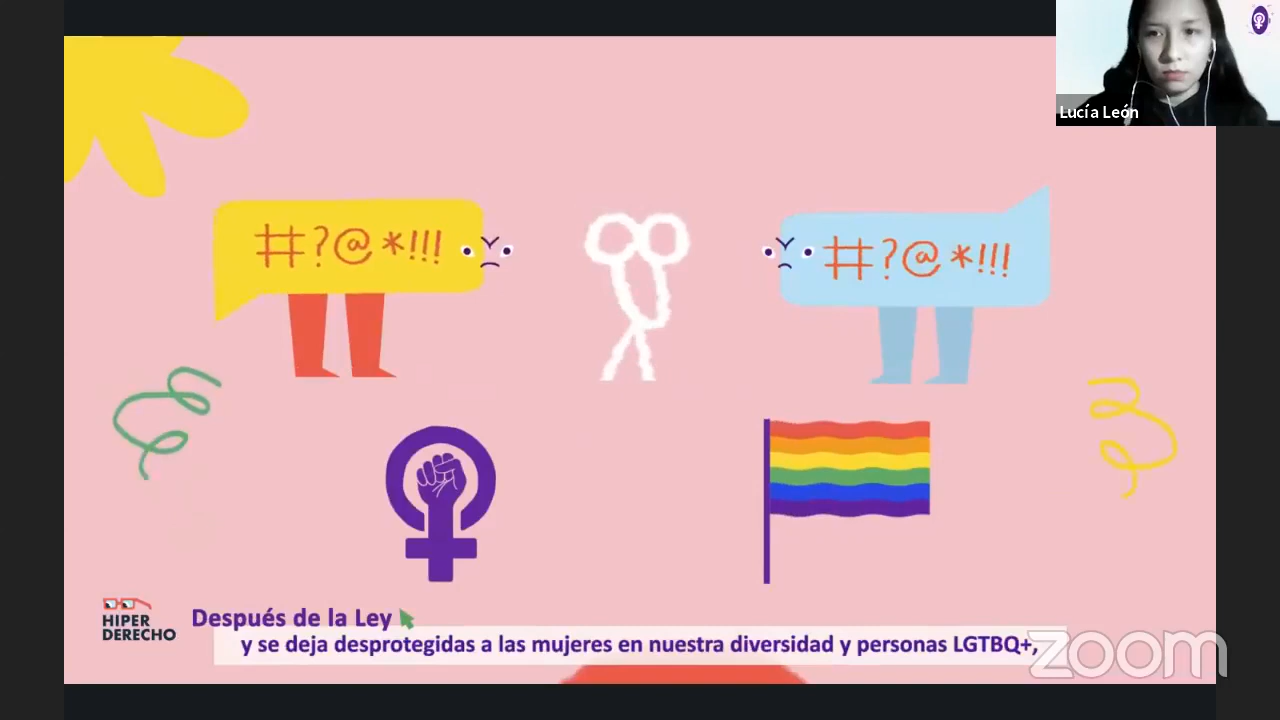 Lucía León
#?@*!!!
#?@*!!!
HIPER
DERECHO
Después de la Ley
y se deja desprotegidas a las mujeres en nuestra diversidad y personas LGTBQ+,
zoom